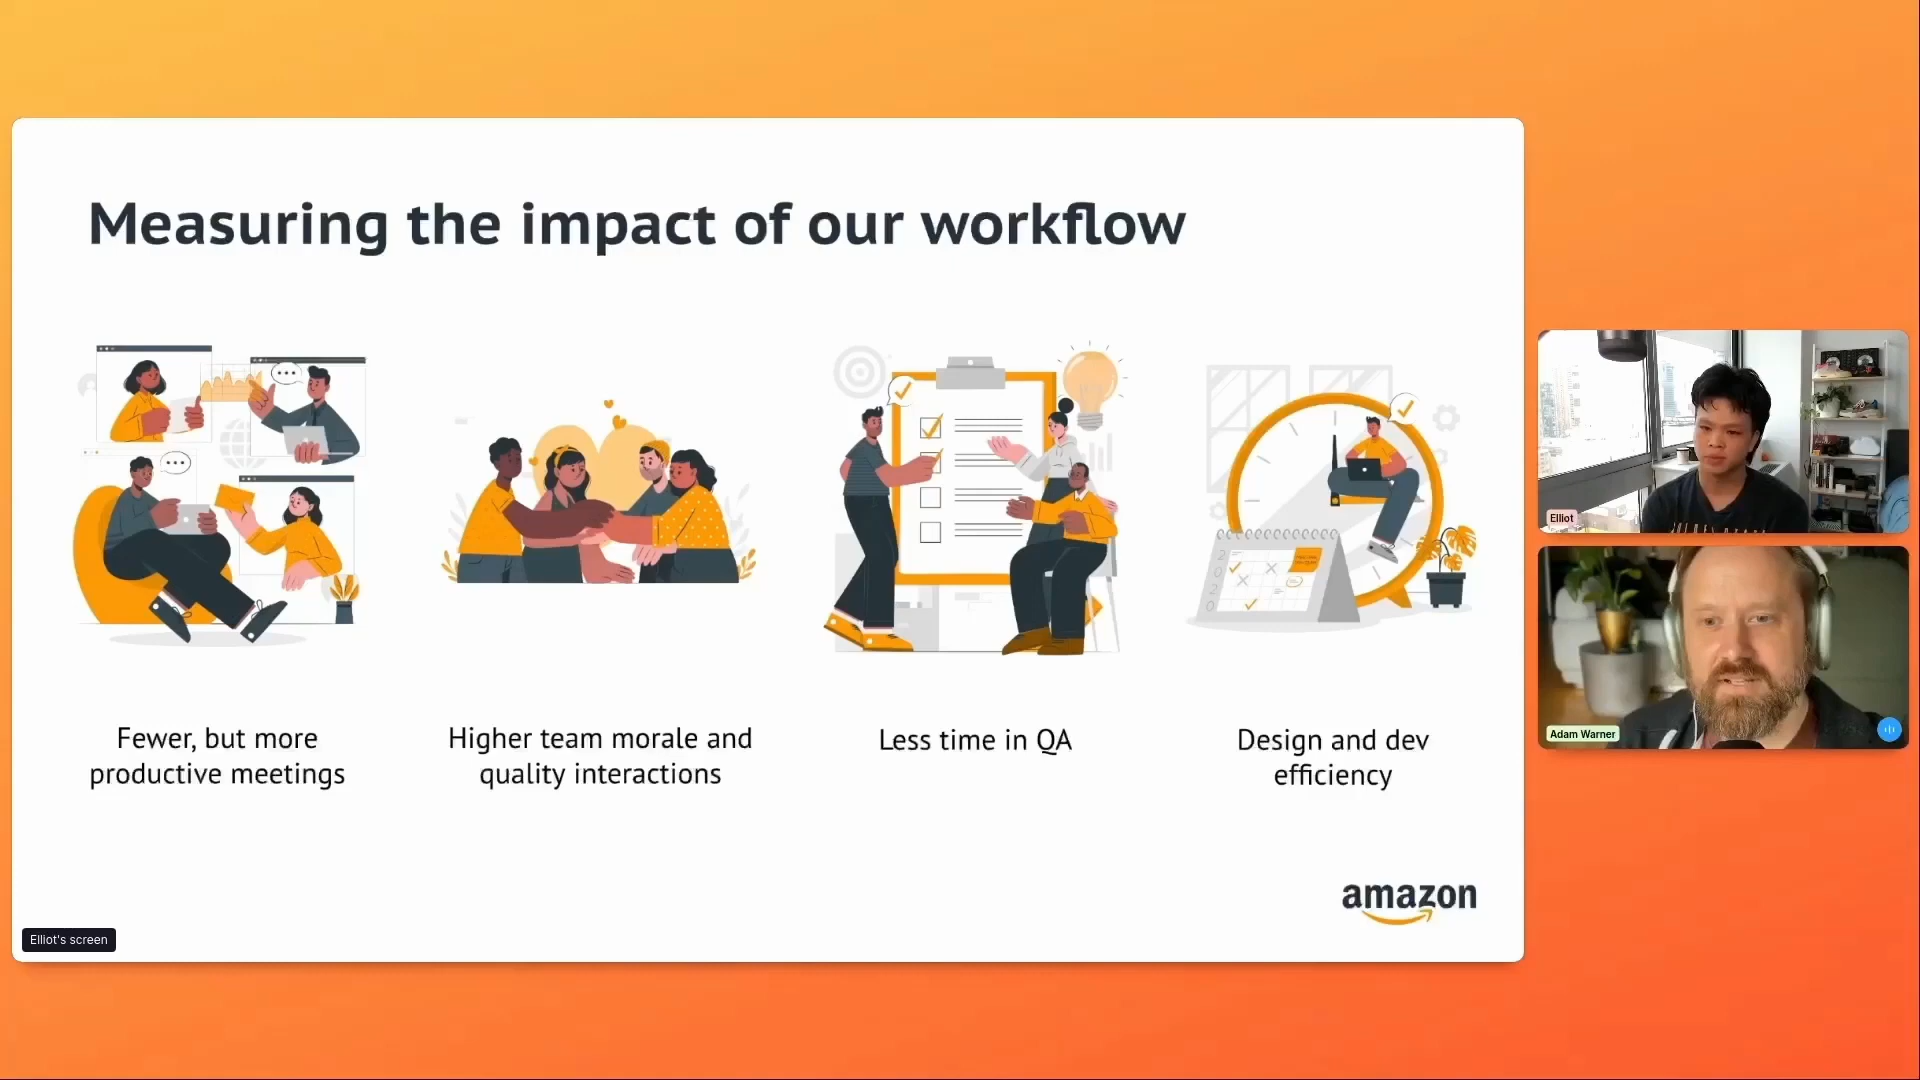 Measuring the impact of our workflow
Fewer, but more
productive meetings
Higher team morale and
quality interactions
Less time in QA
Design and dev
efficiency
amazon
Elliot's screen
Elliot
Adam Warner